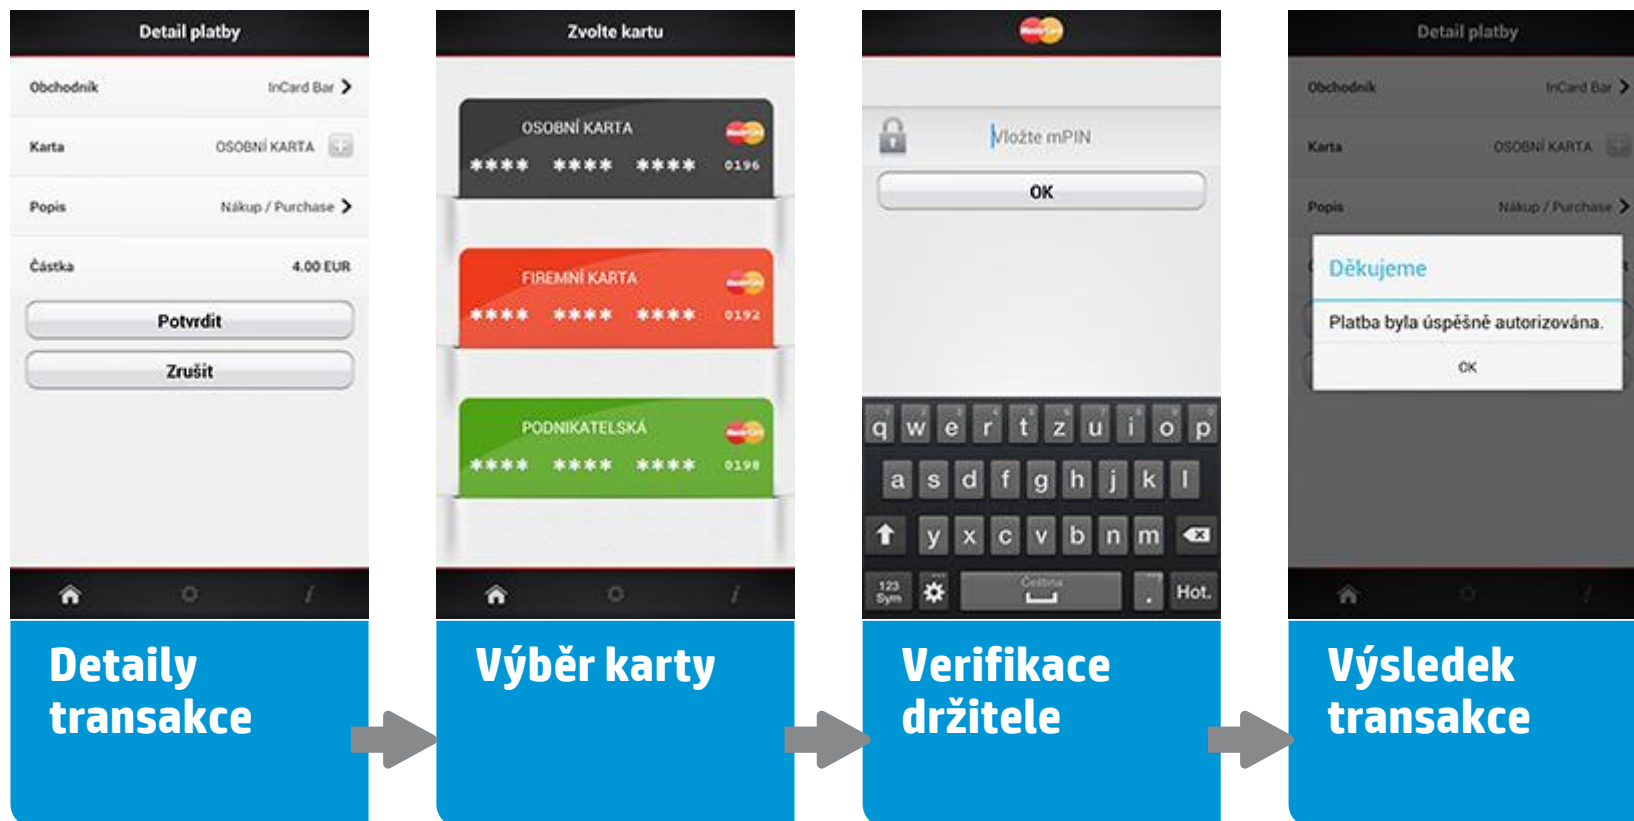 Detail platby
Obchodník InCard Bar
Karta OSOBNÍ KARTA
Popis Nákup / Purchase
Částka 4.00 EUR
Potvrdit
Zrušit
Detaily
transakce
Zvolte kartu
OSOBNÍ KARTA
**** **** **** 0196
FIREMNÍ KARTA
**** **** **** 0192
PODNIKATELSKÁ
**** **** **** 0198
Výběr karty
MasterCard
Vložte mPIN
OK
q w e r t z u i o p
a s d f g h j k l
y x c v b n m
123
Sym
Čeština
. Hot.
Verifikace
držitele
Detail platby
Obchodník InCard Bar
Karta OSOBNÍ KARTA
Popis Nákup / Purchase
Děkujeme
Platba byla úspěšně autorizována.
OK
Výsledek
transakce